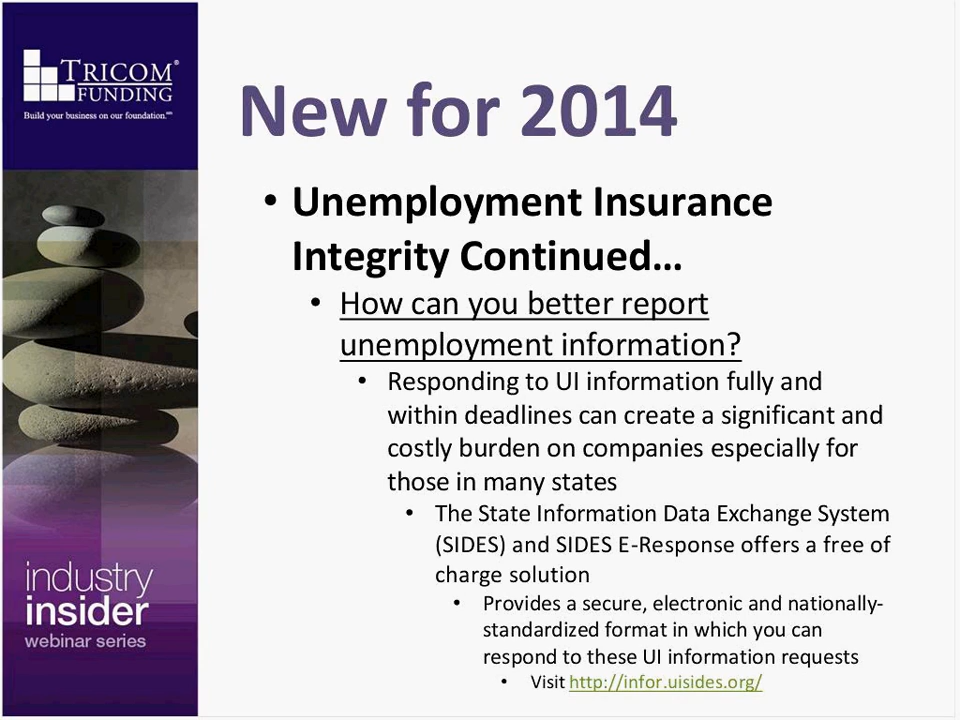 TRICOM®
FUNDING
Build your business on our foundation.℠
New for 2014
• Unemployment Insurance
Integrity Continued…
• How can you better report
unemployment information?
• Responding to UI information fully and
within deadlines can create a significant and
costly burden on companies especially for
those in many states
• The State Information Data Exchange System
(SIDES) and SIDES E-Response offers a free of
charge solution
• Provides a secure, electronic and nationally-
standardized format in which you can
respond to these UI information requests
• Visit http://infor.uisides.org/
industry
insider
webinar series